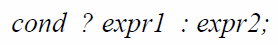 cond ? expr1 : expr2;